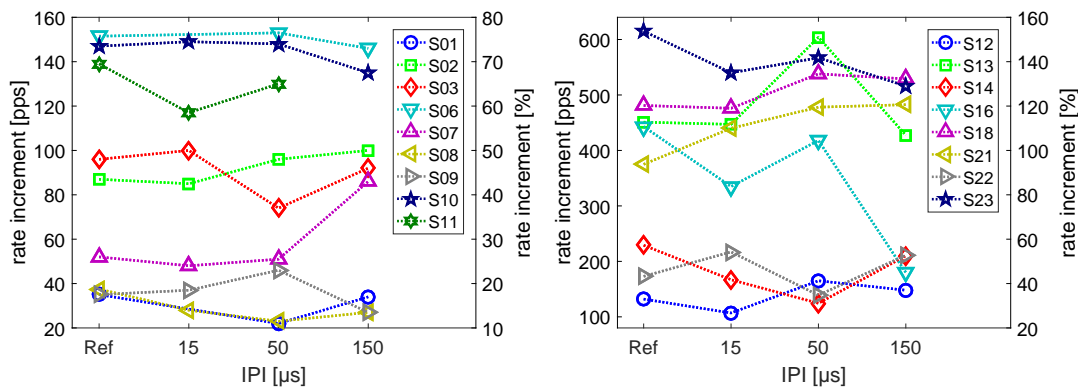 160
140
120
100
80
60
40
20
rate increment [pps]
80
70
60
50
40
30
20
10
rate increment [%]
Ref
15
50
150
IPI [µs]
S01
S02
S03
S06
S07
S08
S09
S10
S11
600
500
400
300
200
100
rate increment [pps]
160
140
120
100
80
60
40
20
rate increment [%]
Ref
15
50
150
IPI [µs]
S12
S13
S14
S16
S18
S21
S22
S23